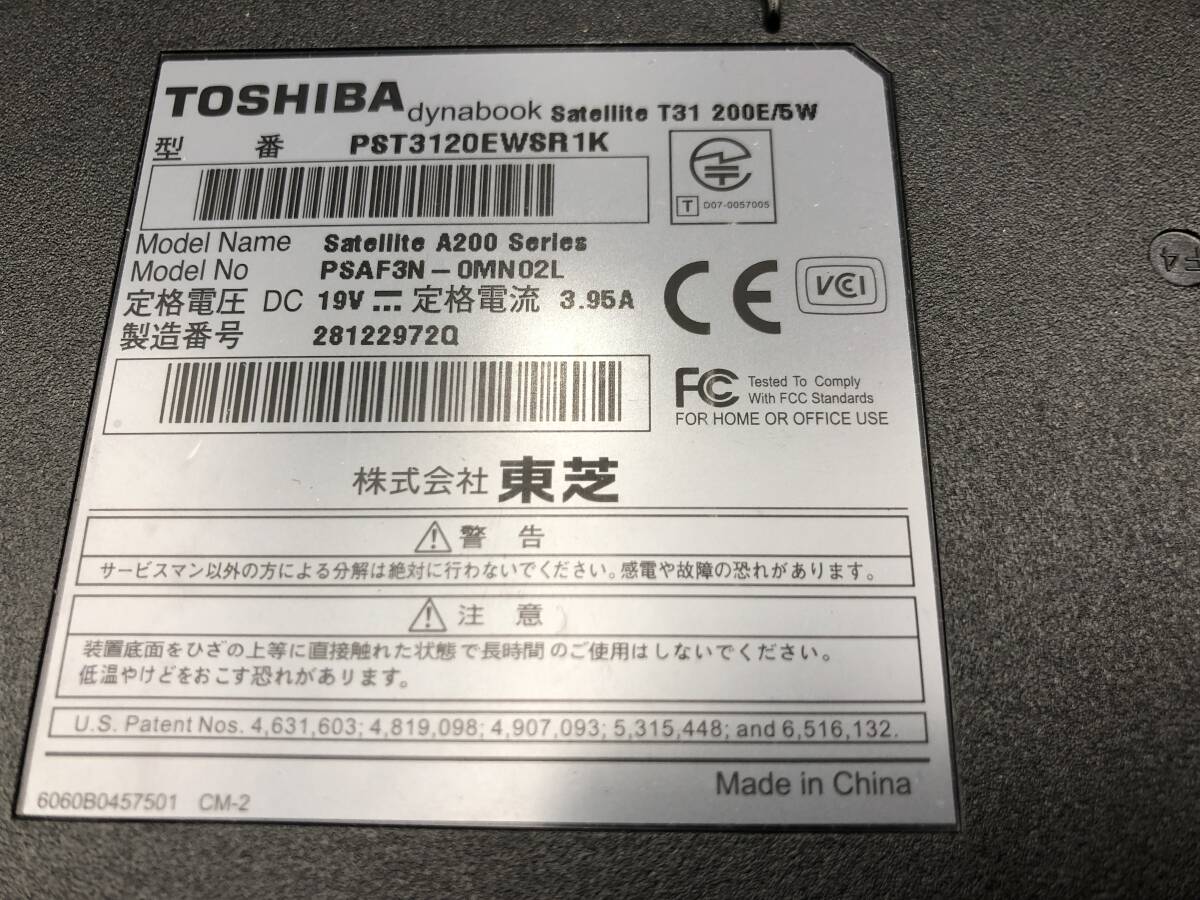 TOSHIBA dynabook Satellite T31 200E/5W
型 番 PST3120EWSR1K
T D07-0057005
Model Name Satellite A200 Series
Model No PSAF3N-0MN02L
定格電圧 DC 19V 定格電流 3.95A
製造番号 28122972Q
CE VCCI
FC Tested To Comply
With FCC Standards
FOR HOME OR OFFICE USE
株式会社 東芝
警 告
サービスマン以外の方による分解は絶対に行わないでください。感電や故障の恐れがあります。
注 意
装置底面をひざの上等に直接触れた状態で長時間のご使用はしないでください。
低温やけどをおこす恐れがあります。
U.S. Patent Nos. 4,631,603; 4,819,098; 4,907,093; 5,315,448; and 6,516,132.
Made in China
6060B0457501 CM-2
F4